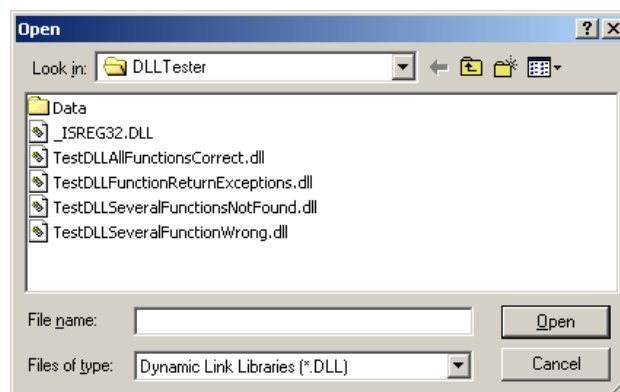 Open
Look in: DLLTester
Data
_ISREG32.DLL
TestDLLAllFunctionsCorrect.dll
TestDLLFunctionReturnExceptions.dll
TestDLLSeveralFunctionsNotFound.dll
TestDLLSeveralFunctionWrong.dll
File name: Open
Files of type: Dynamic Link Libraries (*.DLL) Cancel